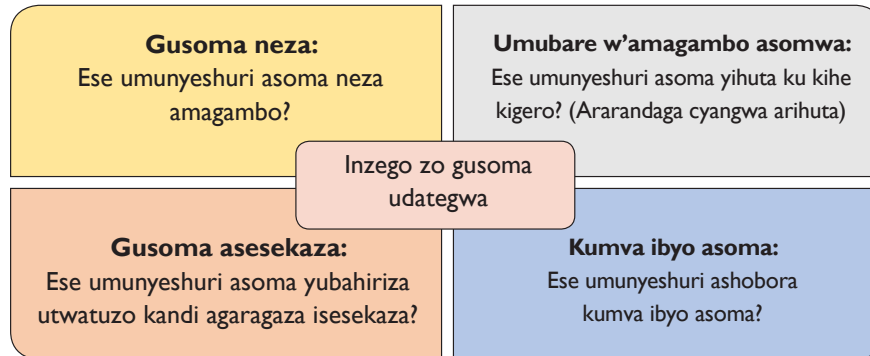 Gusoma neza:
Ese umunyeshuri asoma neza
amagambo?
Umubare w'amagambo asomwa:
Ese umunyeshuri asoma yihuta ku kihe
kigero? (Ararandaga cyangwa arihuta)
Inzego zo gusoma
udategwa
Gusoma asesekaza:
Ese umunyeshuri asoma yubahiriza
utwatuzo kandi agaragaza isesekaza?
Kumva ibyo asoma:
Ese umunyeshuri ashobora
kumva ibyo asoma?